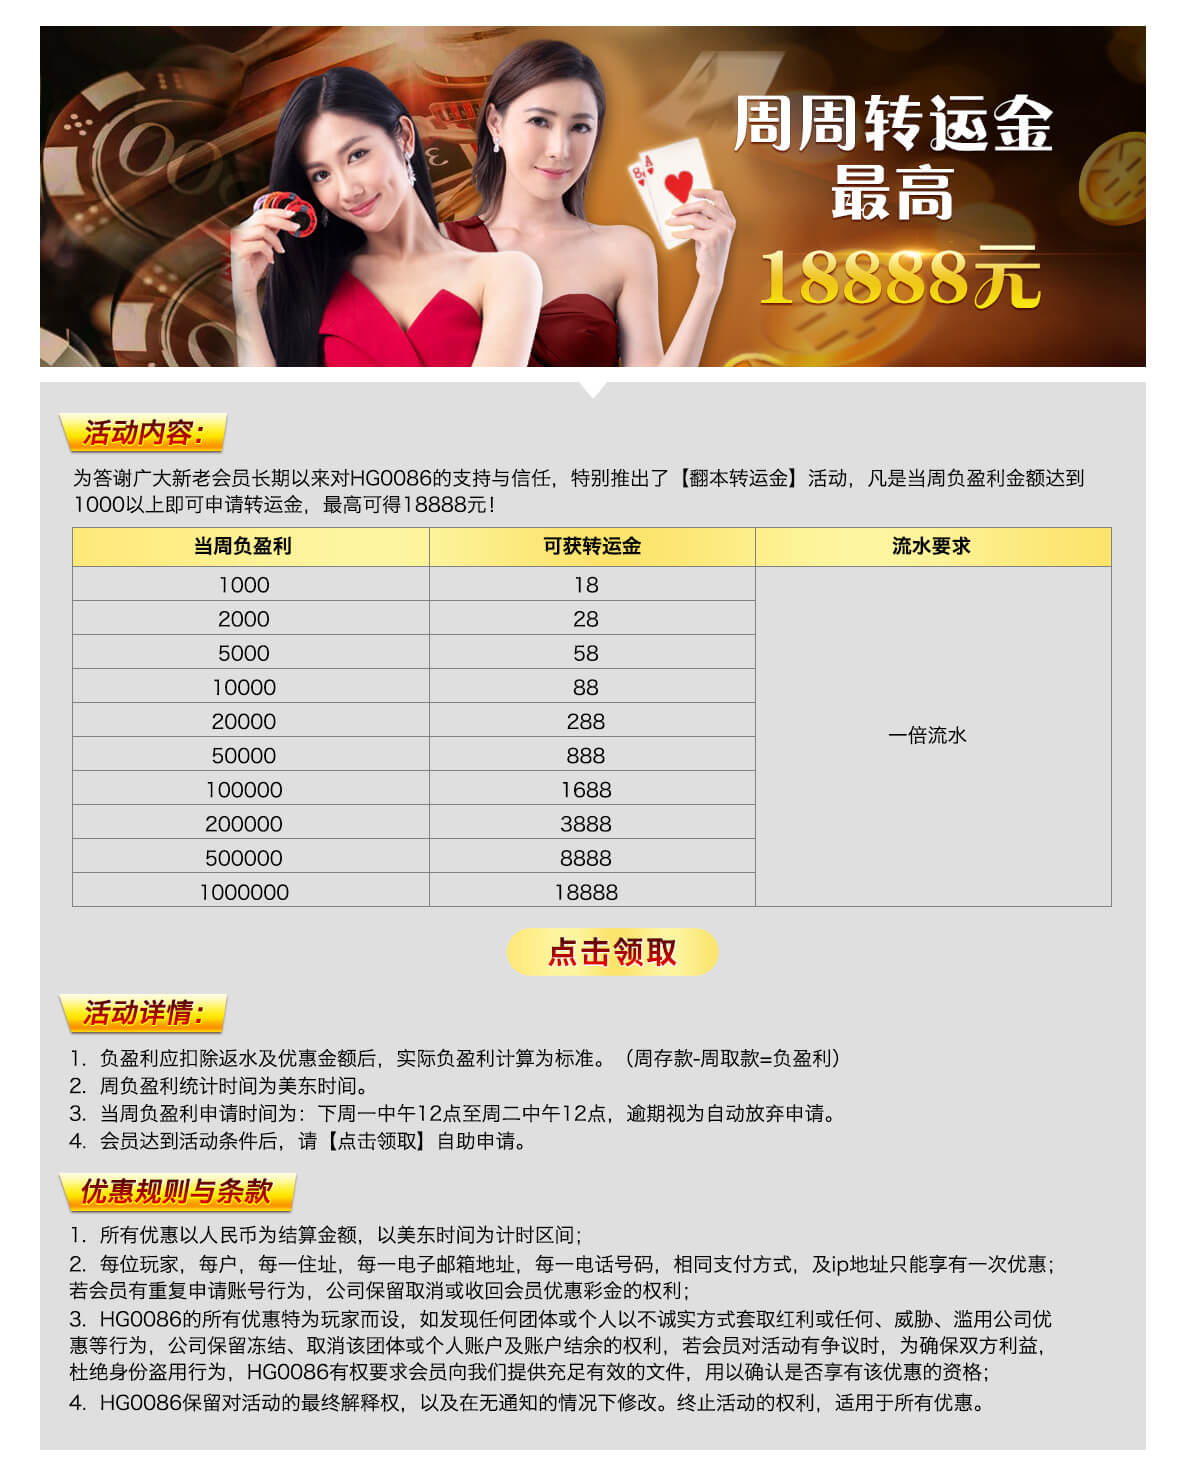 周周转运金
最高
18888元
8
A
活动内容：
为答谢广大新老会员长期以来对HG0086的支持与信任，特别推出了【翻本转运金】活动，凡是当周负盈利金额达到
1000以上即可申请转运金，最高可得18888元！
当周负盈利 可获转运金 流水要求
1000 18
2000 28
5000 58
10000 88
20000 288
一倍流水
50000 888
100000 1688
200000 3888
500000 8888
1000000 18888
点击领取
活动详情：
1. 负盈利应扣除返水及优惠金额后，实际负盈利计算为标准。（周存款-周取款=负盈利）
2. 周负盈利统计时间为美东时间。
3. 当周负盈利申请时间为：下周一中午12点至周二中午12点，逾期视为自动放弃申请。
4. 会员达到活动条件后，请【点击领取】自助申请。
优惠规则与条款
1. 所有优惠以人民币为结算金额，以美东时间为计时区间；
2. 每位玩家，每户，每一住址，每一电子邮箱地址，每一电话号码，相同支付方式，及ip地址只能享有一次优惠；
若会员有重复申请账号行为，公司保留取消或收回会员优惠彩金的权利；
3. HG0086的所有优惠特为玩家而设，如发现任何团体或个人以不诚实方式套取红利或任何、威胁、滥用公司优
惠等行为，公司保留冻结、取消该团体或个人账户及账户结余的权利，若会员对活动有争议时，为确保双方利益，
杜绝身份盗用行为，HG0086有权要求会员向我们提供充足有效的文件，用以确认是否享有该优惠的资格；
4. HG0086保留对活动的最终解释权，以及在无通知的情况下修改。终止活动的权利，适用于所有优惠。